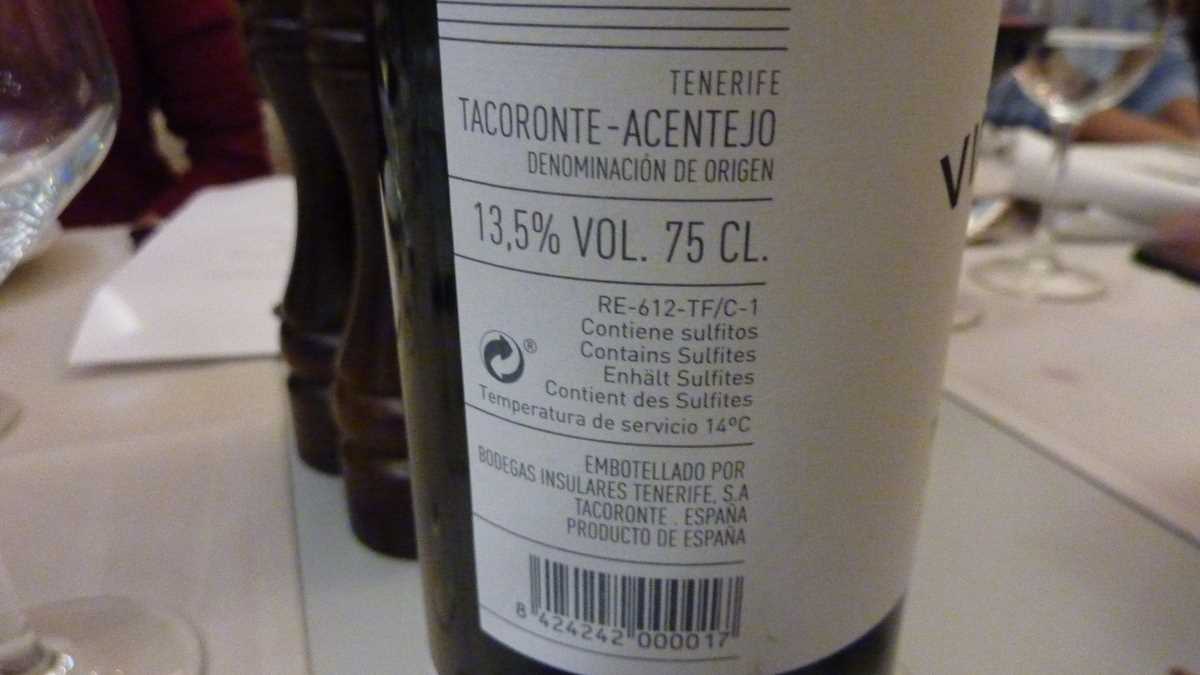 TENERIFE
TACORONTE-ACENTEJO
DENOMINACIÓN DE ORIGEN
13,5% VOL. 75 CL.
RE-612-TF/C-1
Contiene sulfitos
Contains Sulfites
Enhält Sulfites
Contient des Sulfites
®
Temperatura de servicio 14ºC
EMBOTELLADO POR
BODEGAS INSULARES TENERIFE, S.A
TACORONTE . ESPAÑA
PRODUCTO DE ESPAÑA
8 424242 000017